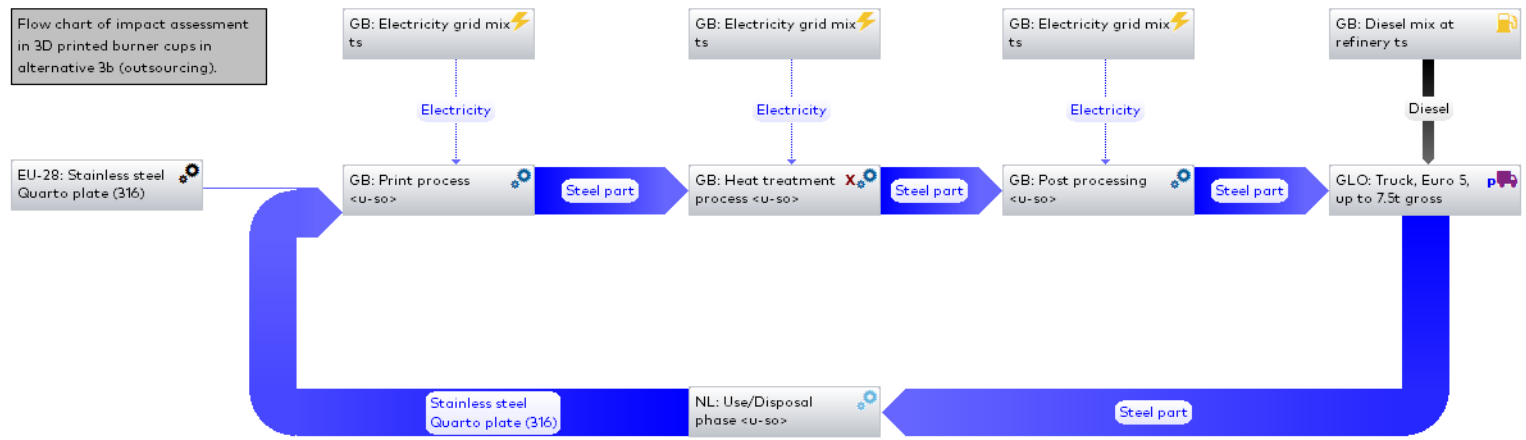 Flow chart of impact assessment
in 3D printed burner cups in
alternative 3b (outsourcing).
GB: Electricity grid mix
ts
GB: Electricity grid mix
ts
GB: Electricity grid mix
ts
GB: Diesel mix at
refinery ts
Electricity
Electricity
Electricity
Diesel
EU-28: Stainless steel
Quarto plate (316)
GB: Print process
<u-so>
Steel part
GB: Heat treatment
process <u-so>
X
Steel part
GB: Post processing
<u-so>
Steel part
GLO: Truck, Euro 5,
up to 7.5t gross
p
Stainless steel
Quarto plate (316)
NL: Use/Disposal
phase <u-so>
Steel part